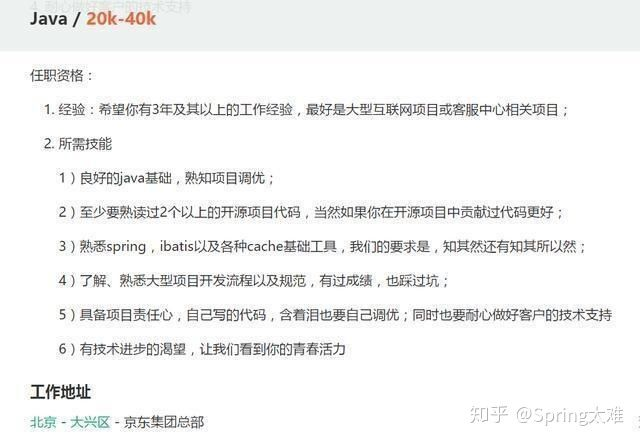 4. 耐心做好客户的技术支持
Java / 20k-40k
任职资格：
1. 经验：希望你有3年及其以上的工作经验，最好是大型互联网项目或客服中心相关项目；
2. 所需技能
1）良好的java基础，熟知项目调优；
2）至少要熟读过2个以上的开源项目代码，当然如果你在开源项目中贡献过代码更好；
3）熟悉spring，ibatis以及各种cache基础工具，我们的要求是，知其然还有知其所以然；
4）了解、熟悉大型项目开发流程以及规范，有过成绩，也踩过坑；
5）具备项目责任心，自己写的代码，含着泪也要自己调优；同时也要耐心做好客户的技术支持
6）有技术进步的渴望，让我们看到你的青春活力
工作地址
北京 - 大兴区 - 京东集团总部
知乎 @Spring太难